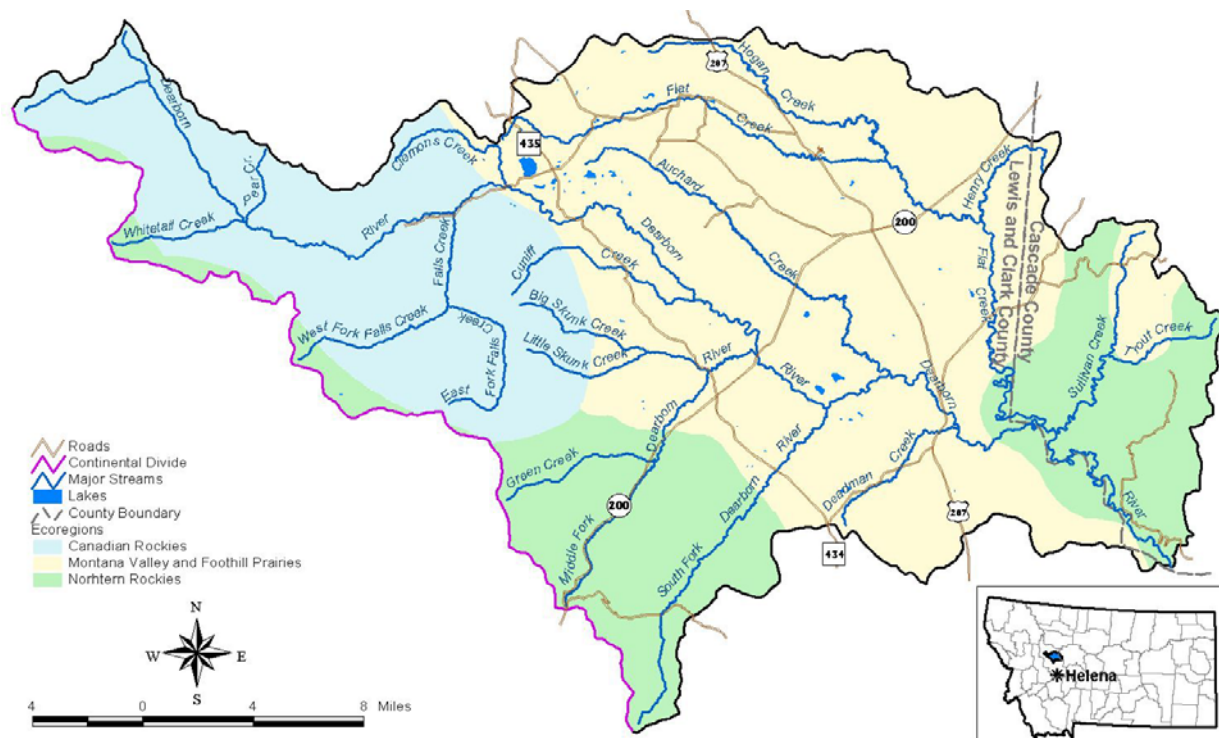 Hogan
Creek
287
Dearborn
Flat
Creek
435
Clemons Creek
Pear Cr.
Auchard
Creek
Henry Creek
Lewis and Clark County
Cascade County
200
Whitetail Creek
River
Dearborn
Falls Creek
Cuniff
Creek
Flat
Creek
Big Skunk Creek
West Fork Falls Creek
Creek
Fork Falls
East
Little Skunk Creek
River
River
Sullivan Creek
Trout Creek
Dearborn
Dearborn
River
Deadman
Creek
Green Creek
200
Dearborn
287
River
434
Middle Fork
South Fork
Roads
Continental Divide
Major Streams
Lakes
County Boundary
Ecoregions
Canadian Rockies
Montana Valley and Foothill Prairies
Norhtern Rockies
N
W
E
S
4
0
4
8
Miles
Helena